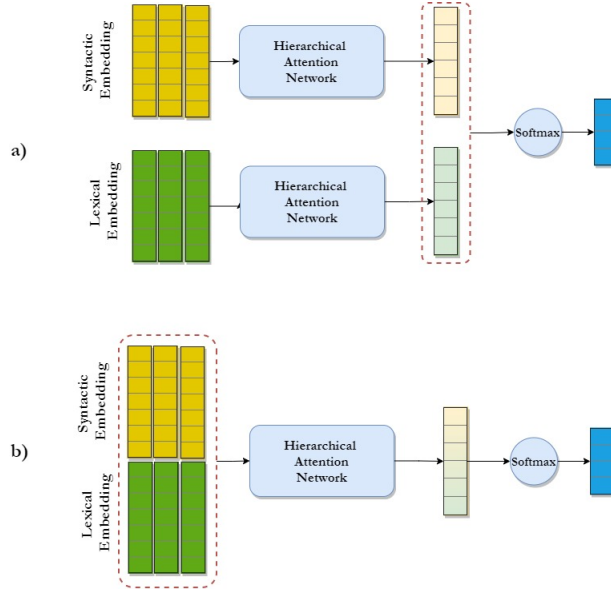 a)
Syntactic
Embedding
Hierarchical
Attention
Network
Softmax
Lexical
Embedding
Hierarchical
Attention
Network
b)
Syntactic
Embedding
Lexical
Embedding
Hierarchical
Attention
Network
Softmax